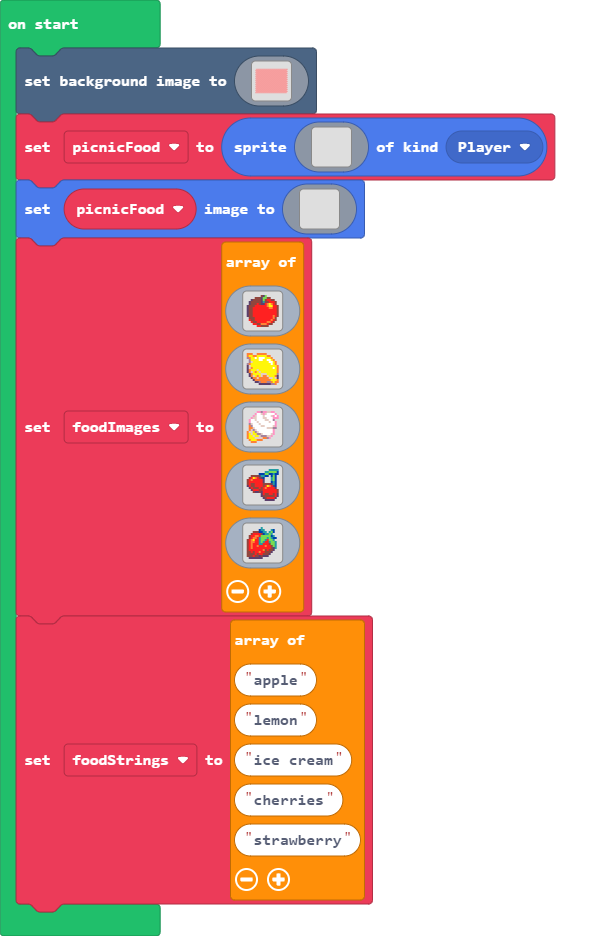 on start
set background image to
set picnicFood to sprite of kind Player
set picnicFood image to
array of
set foodImages to
array of
"apple"
"lemon"
set foodStrings to "ice cream"
"cherries"
"strawberry"